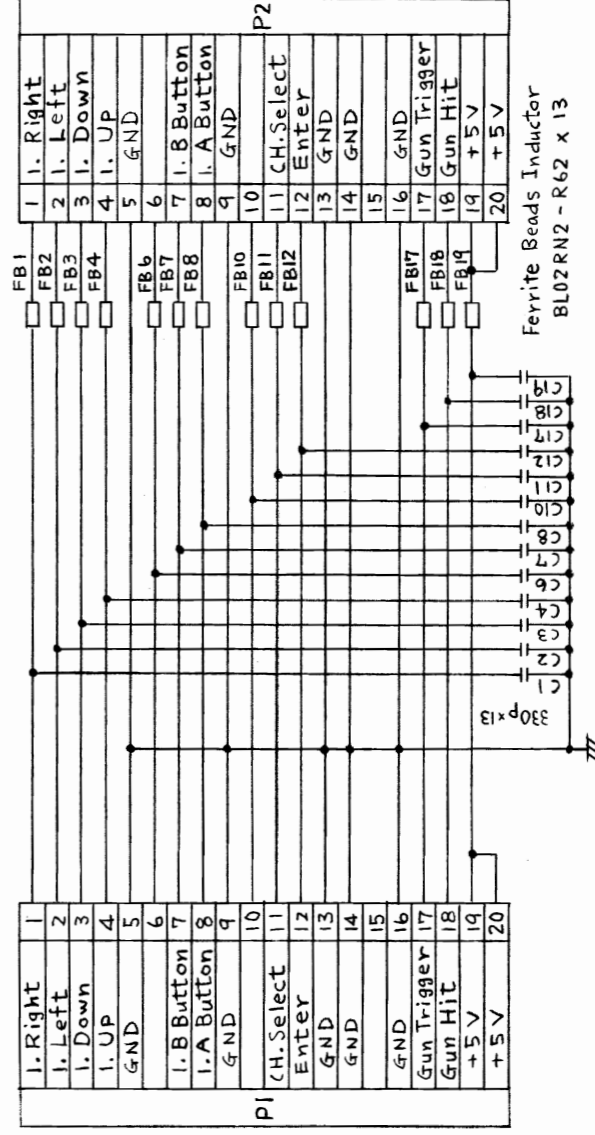 P2
1. Right 1
1. Left 2
1. Down 3
1. UP 4
GND 5
6
1. B Button 7
1. A Button 8
GND 9
10
CH. Select 11
Enter 12
GND 13
GND 14
15
GND 16
Gun Trigger 17
Gun Hit 18
+5V 19
+5V 20
FB1
FB2
FB3
FB4
FB6
FB7
FB8
FB10
FB11
FB12
FB17
FB18
FB19
Ferrite Beads Inductor
BL02RN2-R62 x 13
C19
C18
C17
C12
C11
C10
C8
C7
C6
C4
C3
C2
C1
330p×13
P1
1. Right 1
1. Left 2
1. Down 3
1. UP 4
GND 5
6
1. B Button 7
1. A Button 8
GND 9
10
CH. Select 11
Enter 12
GND 13
GND 14
15
GND 16
Gun Trigger 17
Gun Hit 18
+5V 19
+5V 20